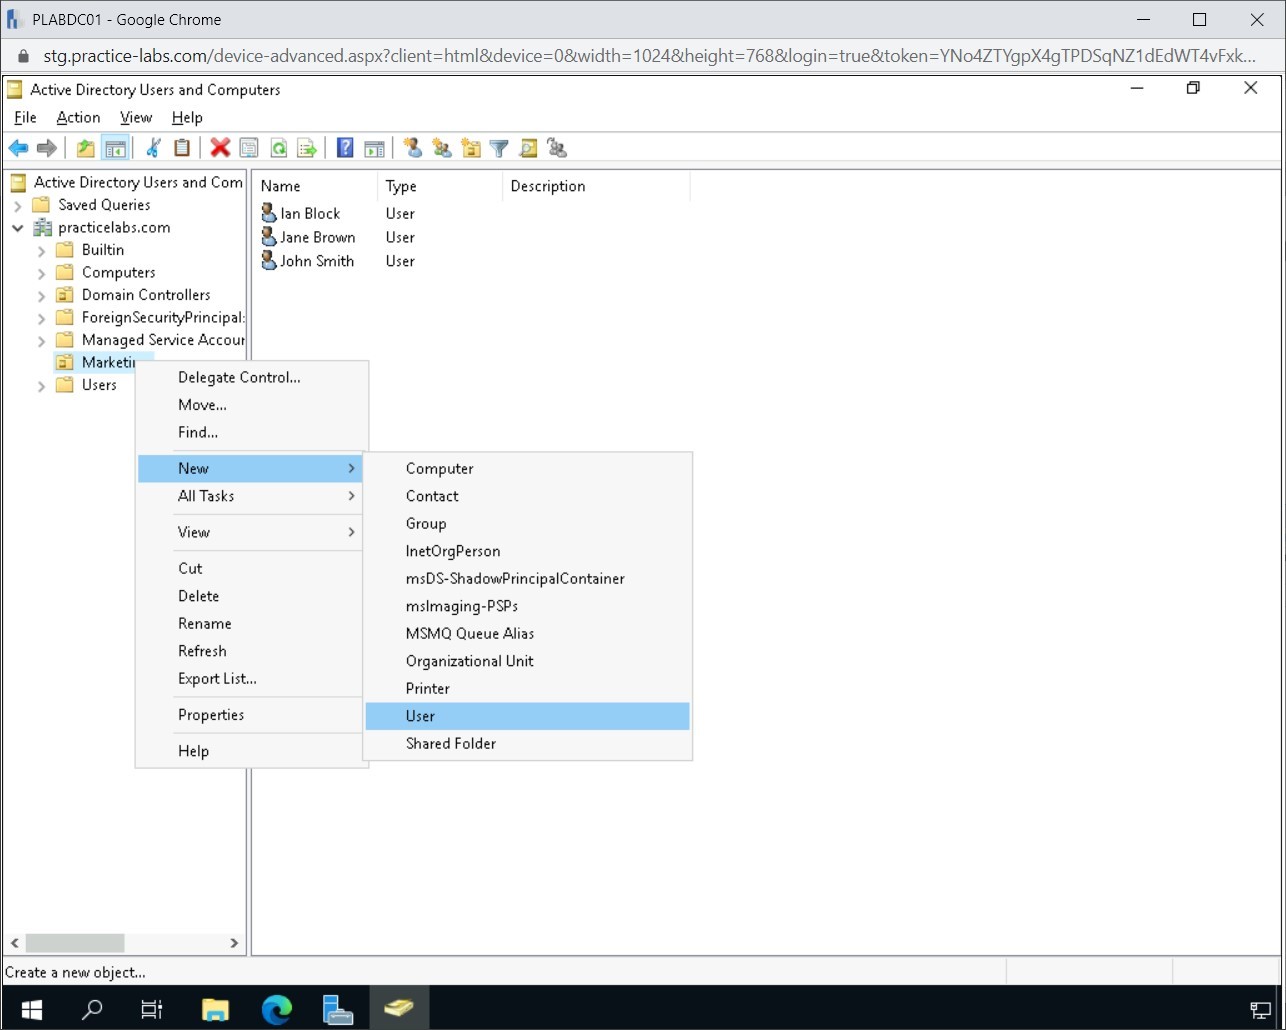 PLABDC01 - Google Chrome
stg.practice-labs.com/device-advanced.aspx?client=html&device=0&width=1024&height=768&login=true&token=YNo4ZTYgpX4gTPDSqNZ1dEdWT4vFxk...
Active Directory Users and Computers
File Action View Help
Active Directory Users and Com
Saved Queries
practicelabs.com
Builtin
Computers
Domain Controllers
ForeignSecurityPrincipal:
Managed Service Accour
Marketin
Users
Name Type Description
Ian Block User
Jane Brown User
John Smith User
Delegate Control...
Move...
Find...
New
All Tasks
View
Cut
Delete
Rename
Refresh
Export List...
Properties
Help
Computer
Contact
Group
InetOrgPerson
msDS-ShadowPrincipalContainer
msImaging-PSPs
MSMQ Queue Alias
Organizational Unit
Printer
User
Shared Folder
Create a new object...